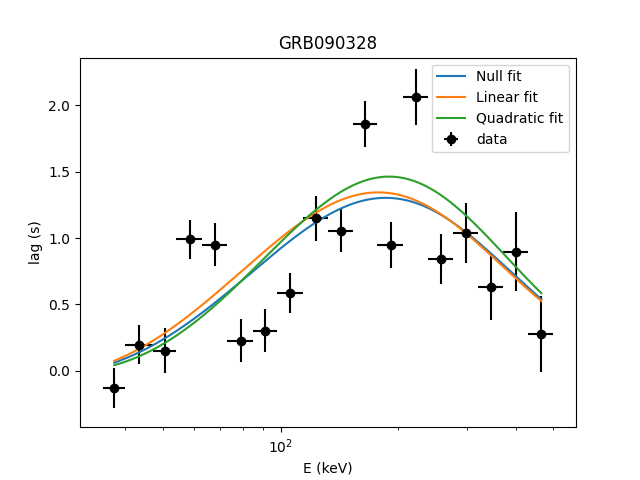 GRB090328
Null fit
Linear fit
Quadratic fit
data
lag (s)
2.0
1.5
1.0
0.5
0.0
10²
E (keV)